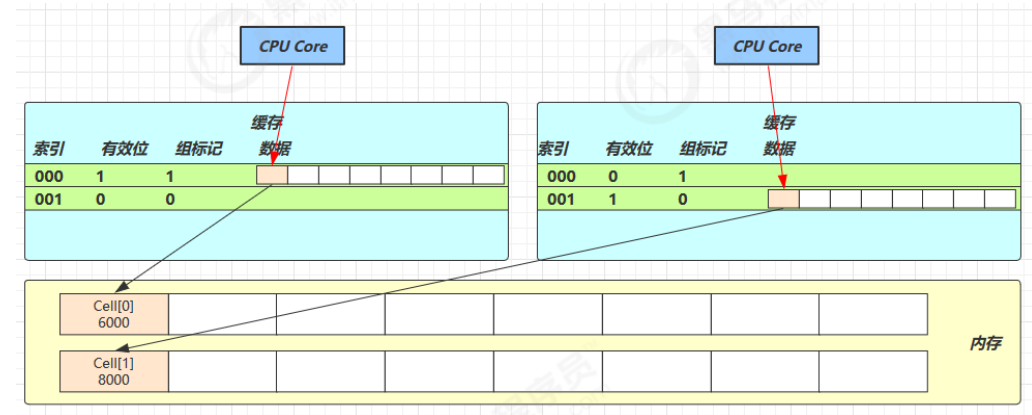 CPU Core
CPU Core
缓存
索引 有效位 组标记 数据
000 1 1
001 0 0
缓存
索引 有效位 组标记 数据
000 0 1
001 1 0
Cell[0]
6000
Cell[1]
8000
内存